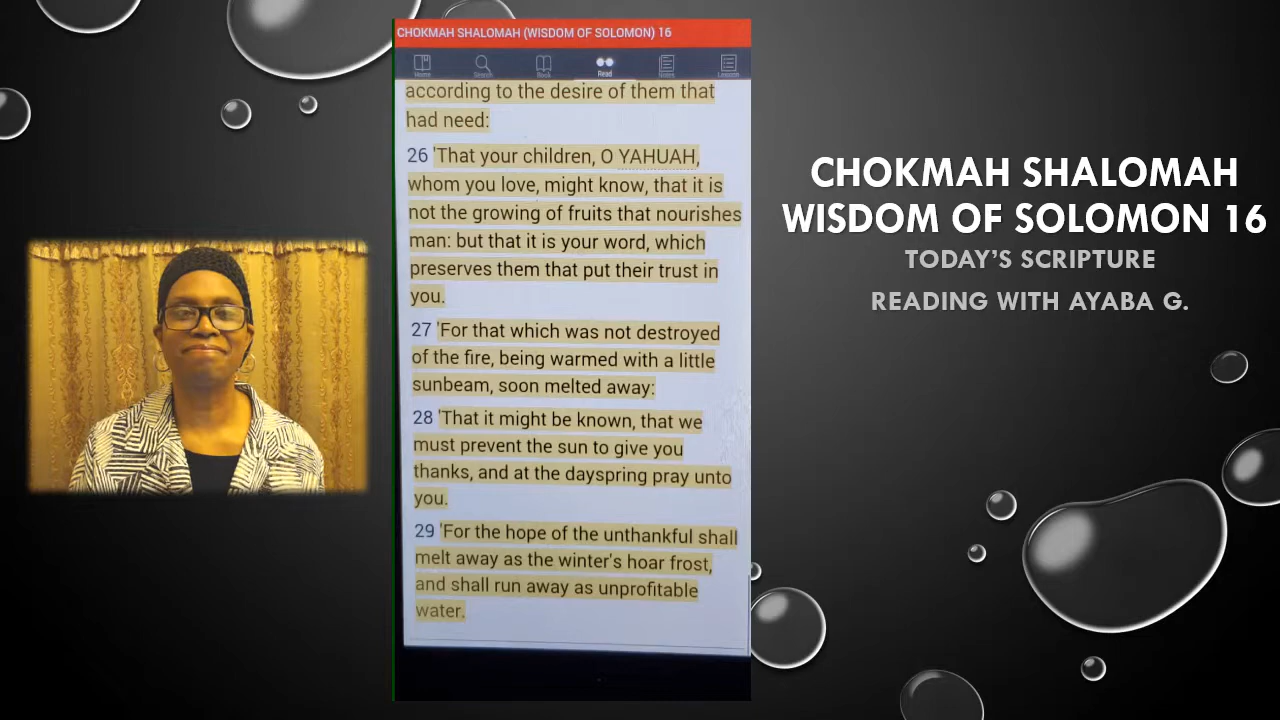 CHOKMAH SHALOMAH (WISDOM OF SOLOMON) 16
Home Search Book Read Notes Lessons
according to the desire of them that
had need:
26 'That your children, O YAHUAH,
whom you love, might know, that it is
not the growing of fruits that nourishes
man: but that it is your word, which
preserves them that put their trust in
you.
27 'For that which was not destroyed
of the fire, being warmed with a little
sunbeam, soon melted away:
28 'That it might be known, that we
must prevent the sun to give you
thanks, and at the dayspring pray unto
you.
29 'For the hope of the unthankful shall
melt away as the winter's hoar frost,
and shall run away as unprofitable
water.
CHOKMAH SHALOMAH
WISDOM OF SOLOMON 16
TODAY'S SCRIPTURE
READING WITH AYABA G.